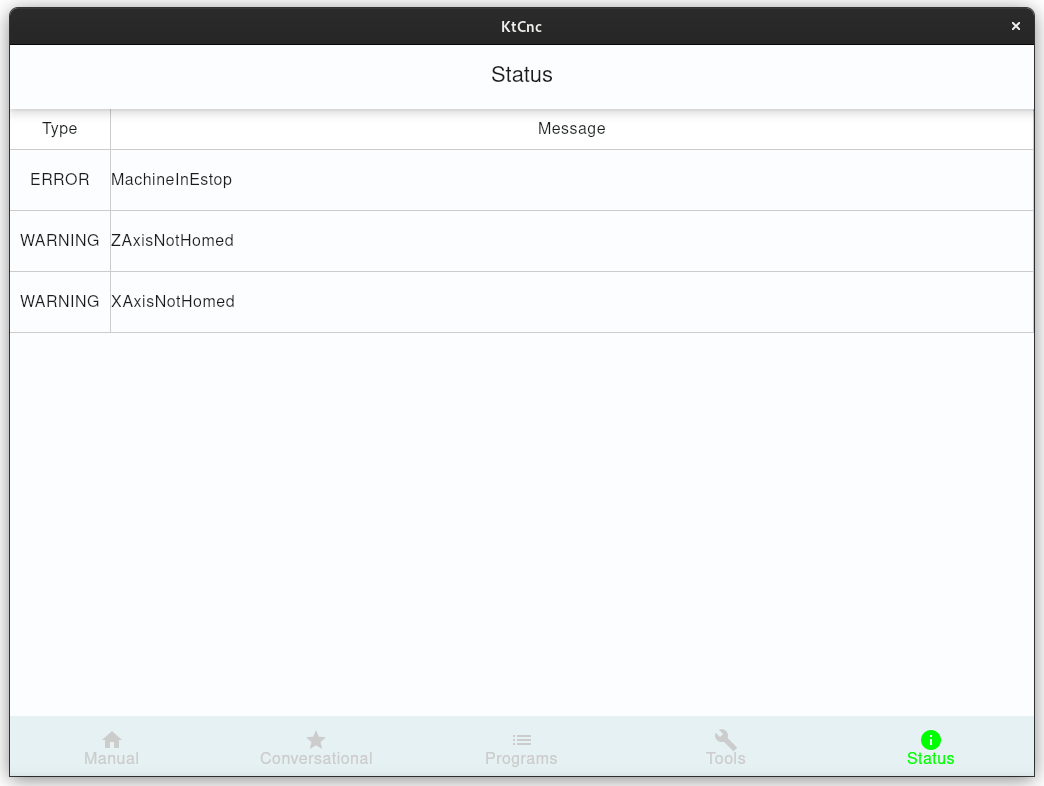 KtCnc
Status
Type Message
ERROR MachineInEstop
WARNING ZAxisNotHomed
WARNING XAxisNotHomed
Manual Conversational Programs Tools Status